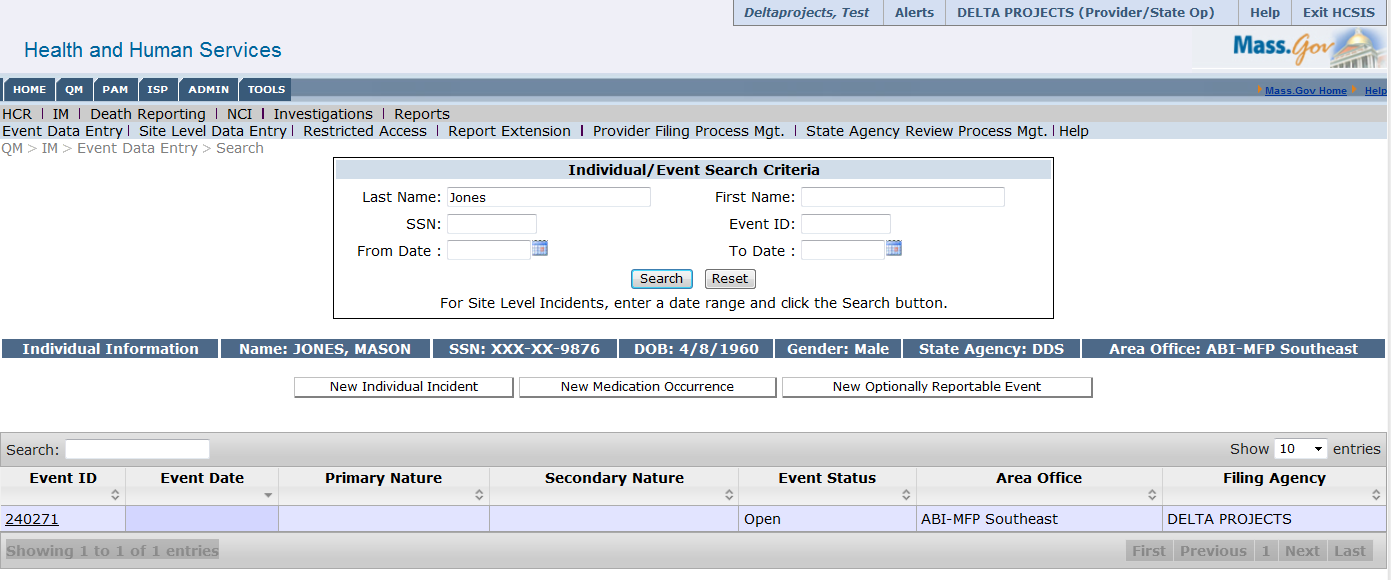 Deltaprojects, Test Alerts DELTA PROJECTS (Provider/State Op) Help Exit HCSIS
Health and Human Services
Mass.Gov
HOME QM PAM ISP ADMIN TOOLS
Mass.Gov Home Help
HCR | IM | Death Reporting | NCI | Investigations | Reports
Event Data Entry | Site Level Data Entry | Restricted Access | Report Extension | Provider Filing Process Mgt. | State Agency Review Process Mgt. | Help
QM > IM > Event Data Entry > Search
Individual/Event Search Criteria
Last Name: Jones First Name:
SSN: Event ID:
From Date : To Date :
Search Reset
For Site Level Incidents, enter a date range and click the Search button.
Individual Information Name: JONES, MASON SSN: XXX-XX-9876 DOB: 4/8/1960 Gender: Male State Agency: DDS Area Office: ABI-MFP Southeast
New Individual Incident New Medication Occurrence New Optionally Reportable Event
Search: Show 10 entries
Event ID Event Date Primary Nature Secondary Nature Event Status Area Office Filing Agency
240271 Open ABI-MFP Southeast DELTA PROJECTS
Showing 1 to 1 of 1 entries First Previous 1 Next Last